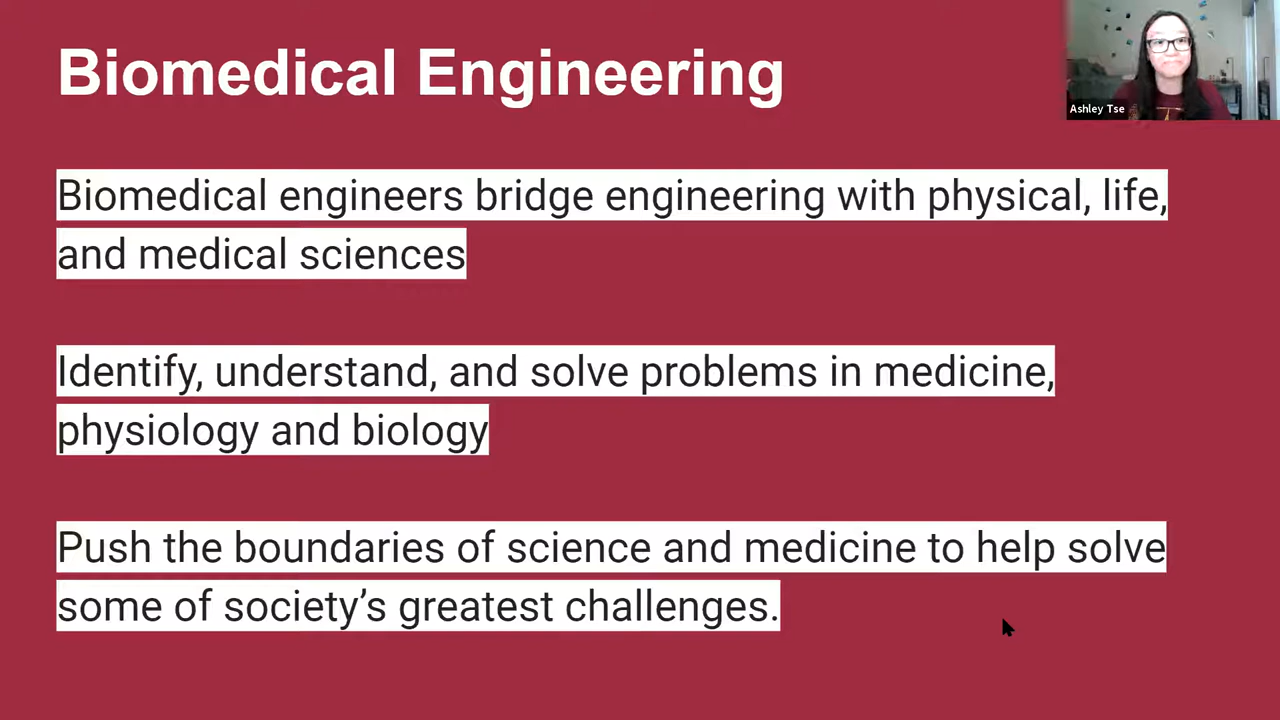 Biomedical Engineering
Ashley Tse
Biomedical engineers bridge engineering with physical, life,
and medical sciences
Identify, understand, and solve problems in medicine,
physiology and biology
Push the boundaries of science and medicine to help solve
some of society’s greatest challenges.